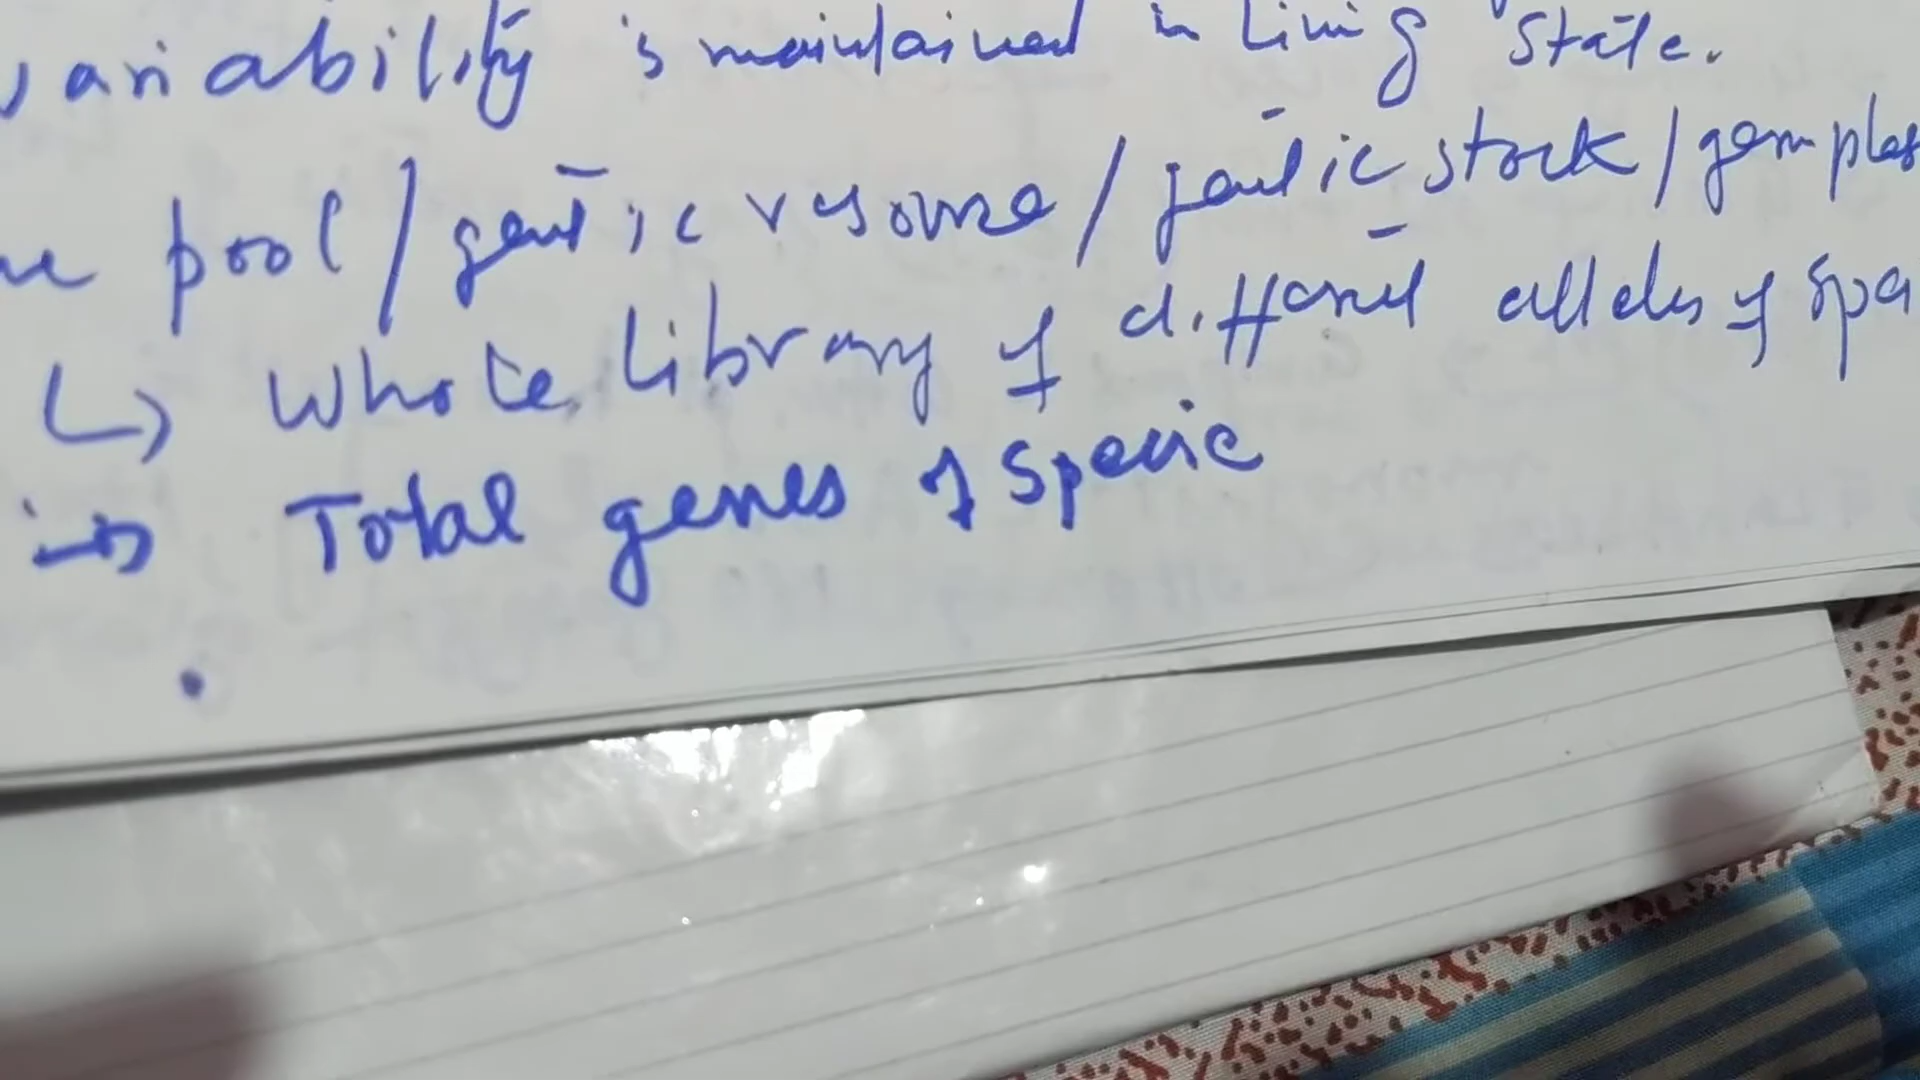 variability is maintained in living state.
pool / genetic resource / genetic stock / germplas
↳ Whole library of different alleles of spe
→ Total genes of Specie